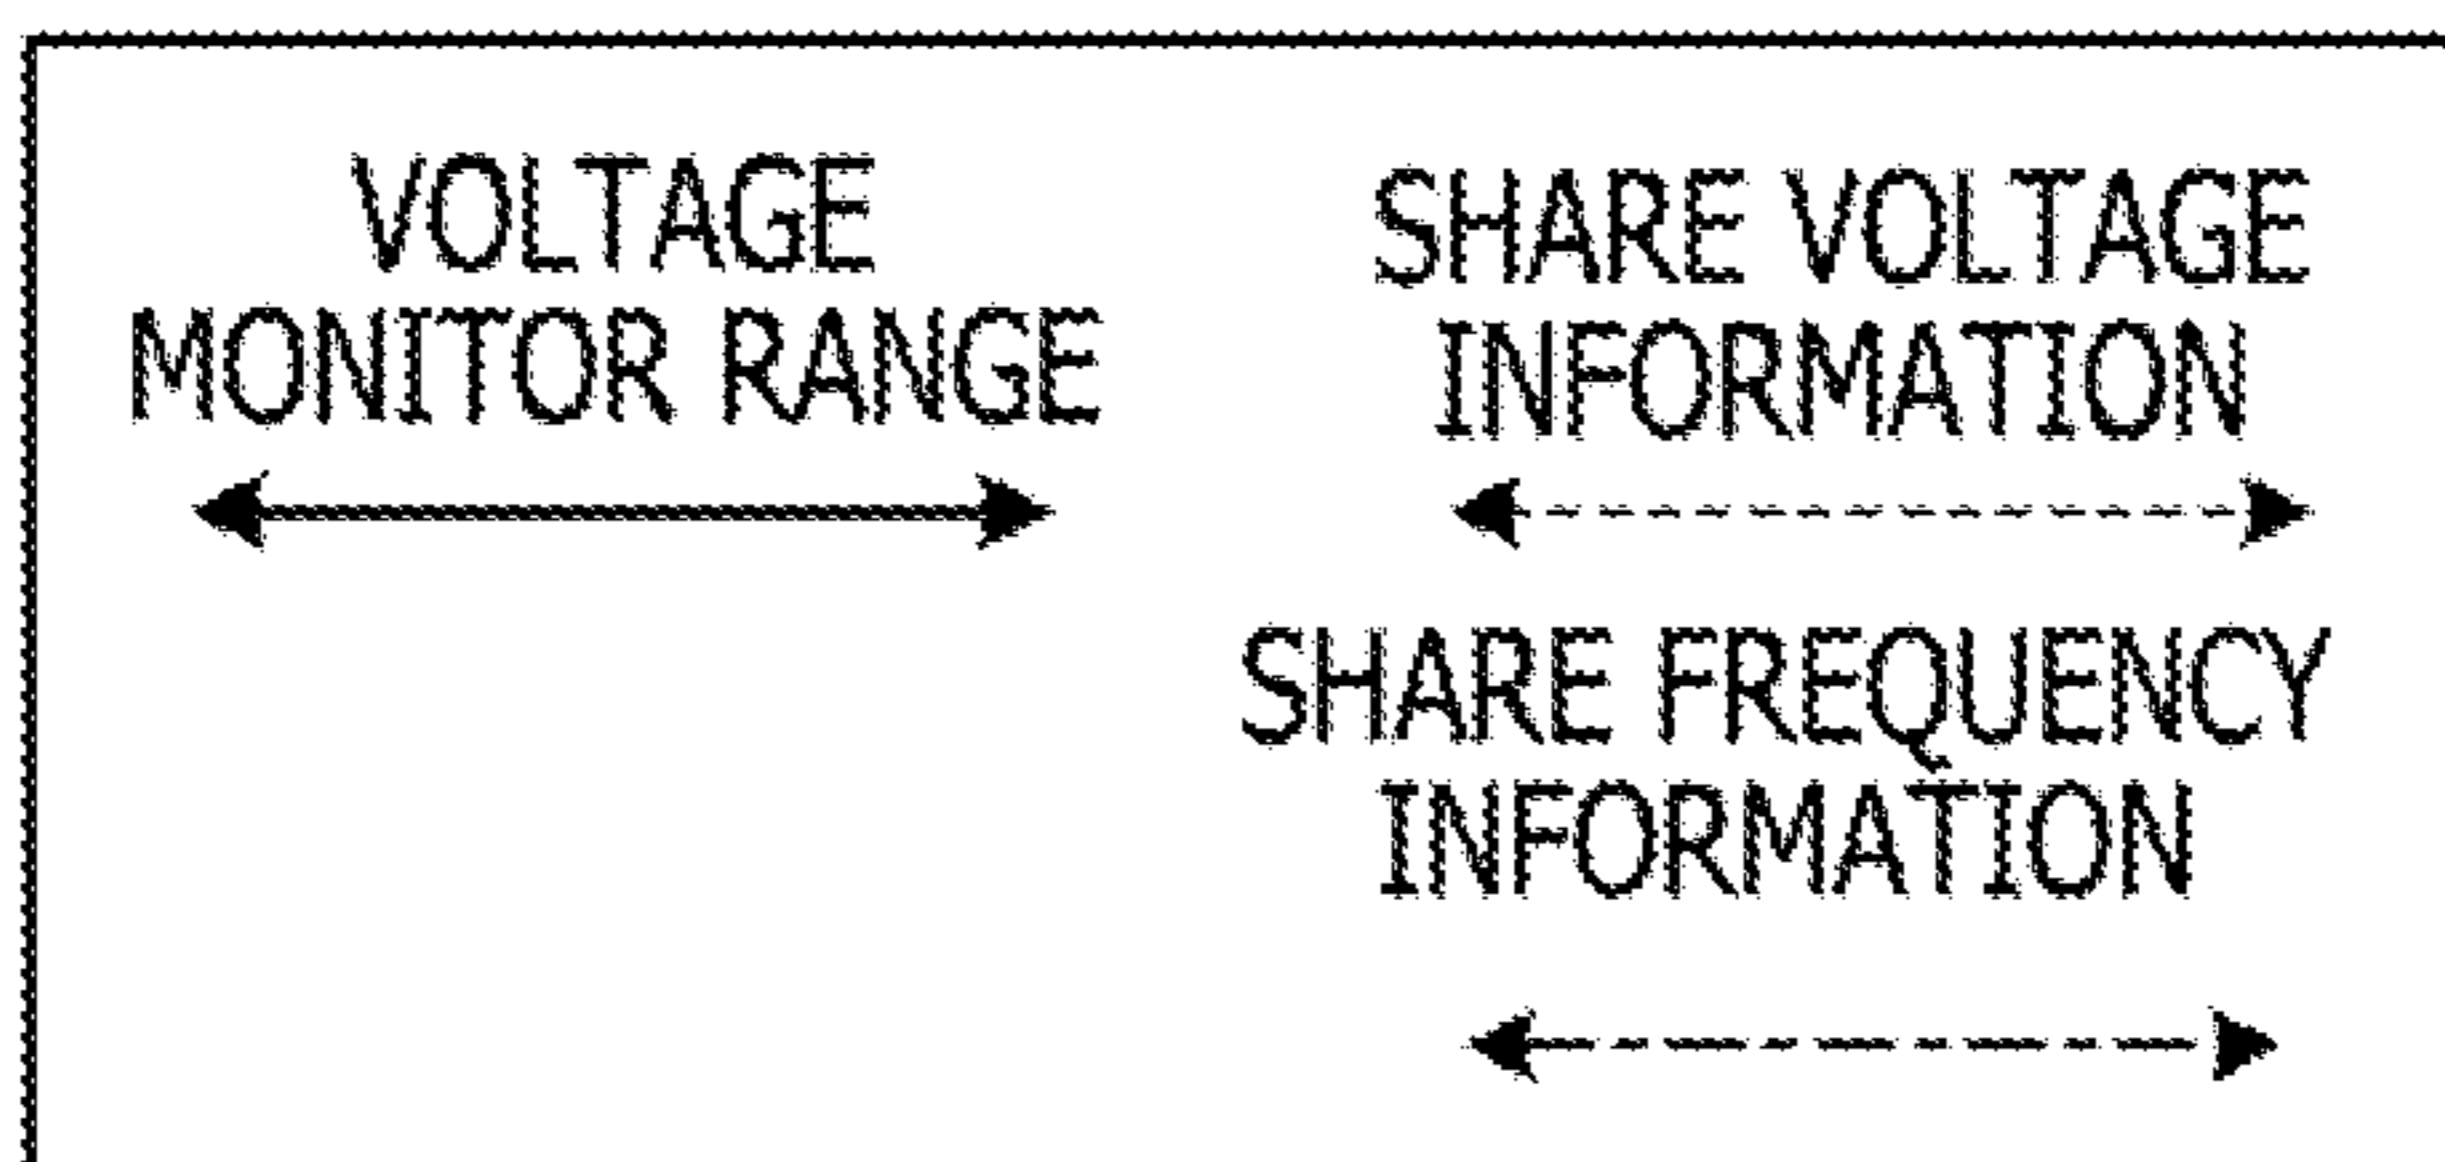 VOLTAGE
MONITOR RANGE
SHARE VOLTAGE
INFORMATION
SHARE FREQUENCY
INFORMATION